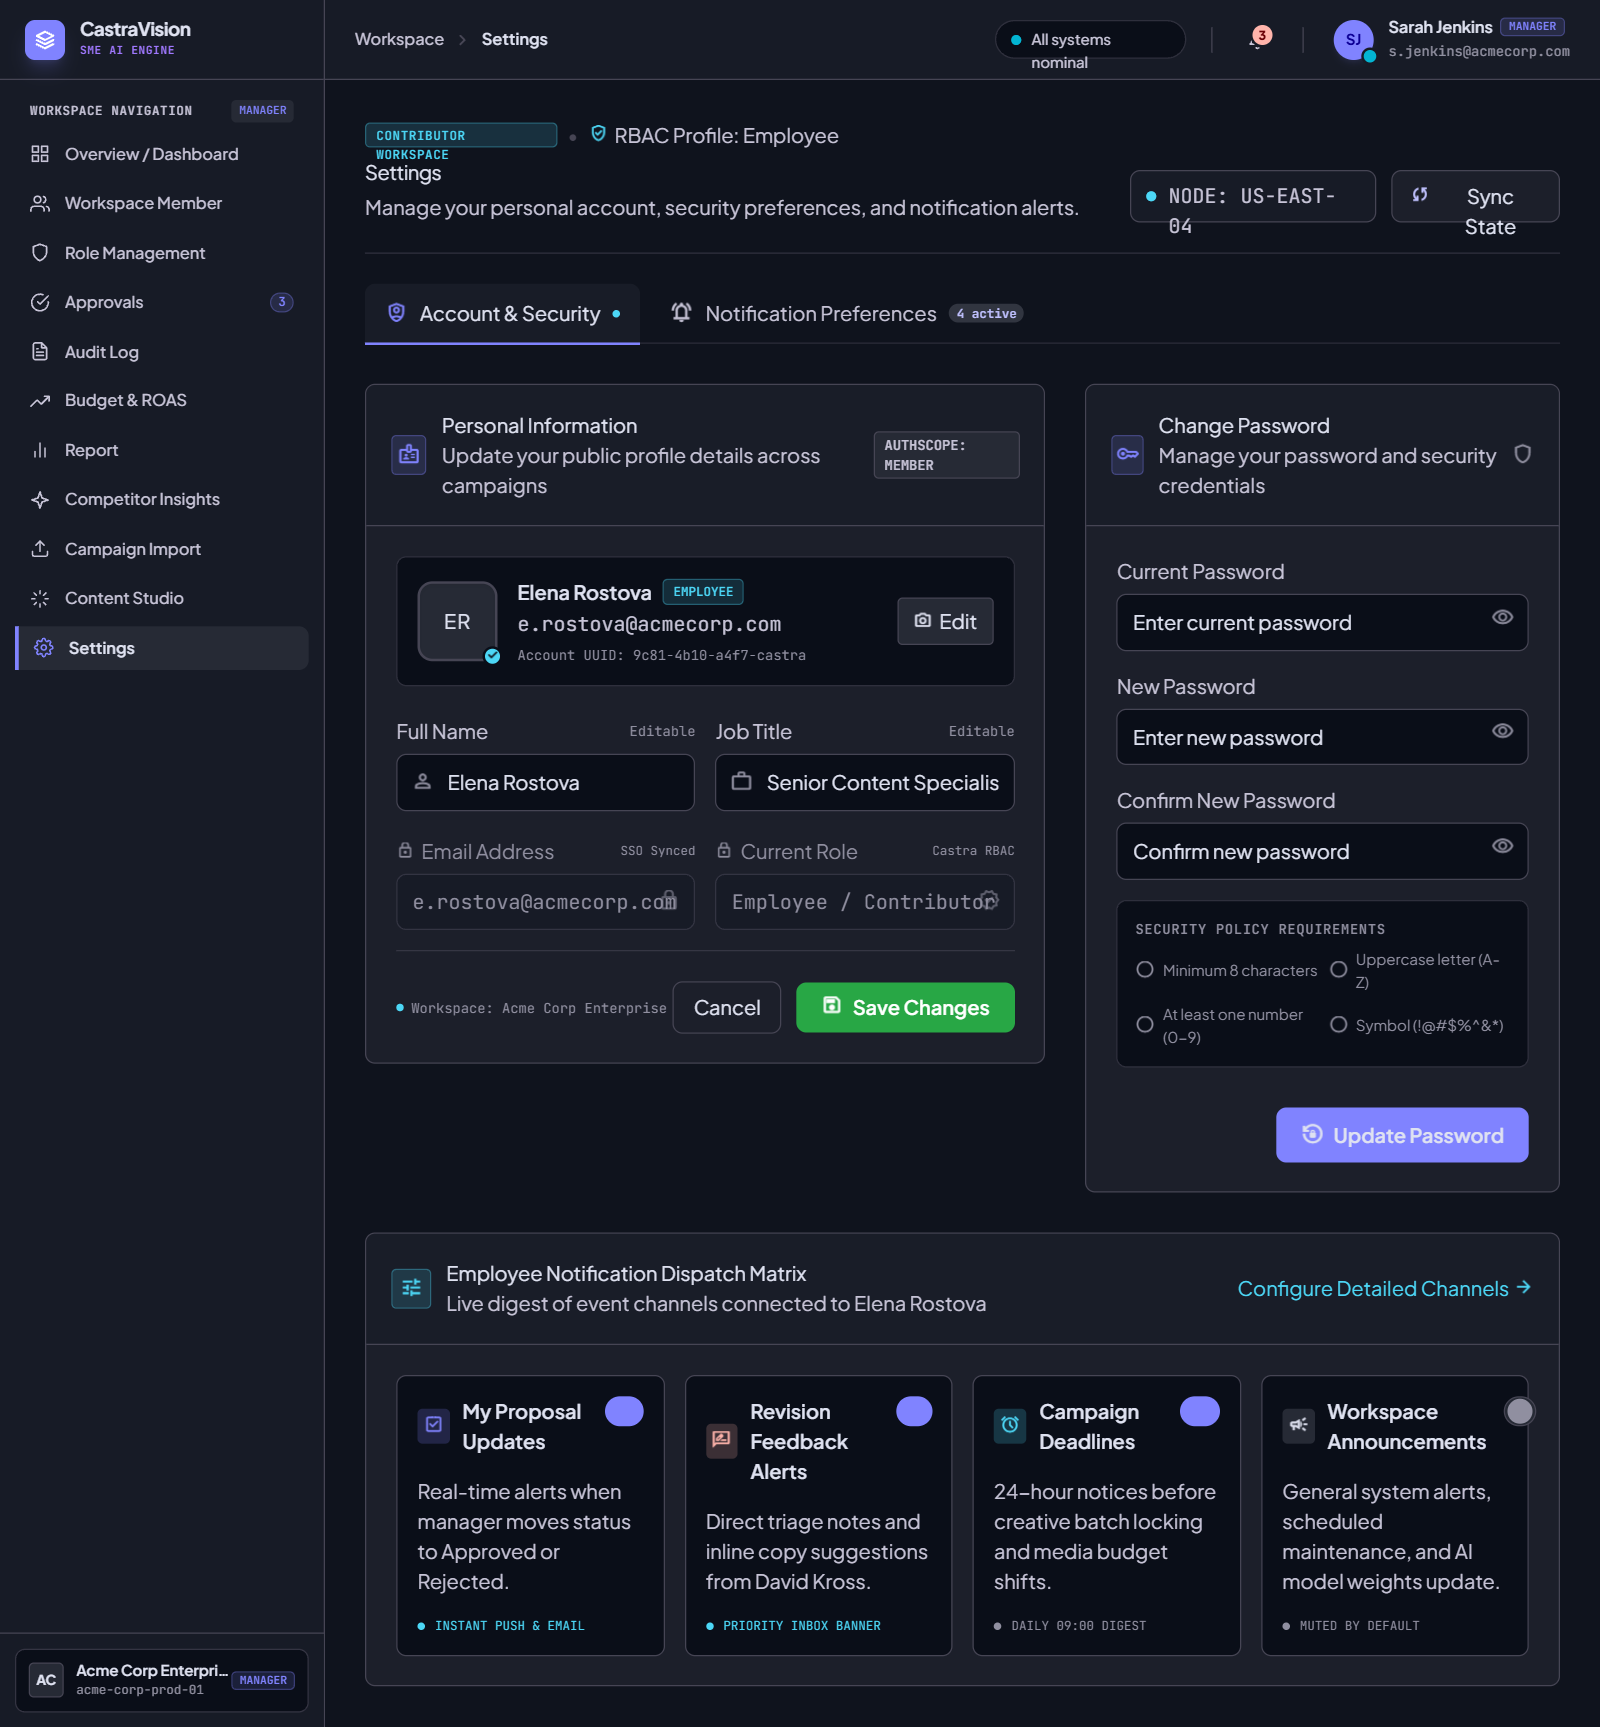 CastraVision
SME AI ENGINE
Workspace
Settings
All systems
nominal
3
SJ
Sarah Jenkins
MANAGER
s.jenkins@acmecorp.com
WORKSPACE NAVIGATION
MANAGER
Overview / Dashboard
Workspace Member
Role Management
Approvals
3
Audit Log
Budget & ROAS
Report
Competitor Insights
Campaign Import
Content Studio
Settings
AC
Acme Corp Enterpri...
acme-corp-prod-01
MANAGER
CONTRIBUTOR
WORKSPACE
RBAC Profile: Employee
Settings
Manage your personal account, security preferences, and notification alerts.
NODE: US-EAST-
04
Sync
State
Account & Security
Notification Preferences
4 active
Personal Information
Update your public profile details across
campaigns
AUTHSCOPE:
MEMBER
ER
Elena Rostova
EMPLOYEE
e.rostova@acmecorp.com
Account UUID: 9c81-4b10-a4f7-castra
Edit
Full Name
Editable
Elena Rostova
Job Title
Editable
Senior Content Specialis
Email Address
SSO Synced
e.rostova@acmecorp.com
Current Role
Castra RBAC
Employee / Contributor
Workspace: Acme Corp Enterprise
Cancel
Save Changes
Change Password
Manage your password and security
credentials
Current Password
Enter current password
New Password
Enter new password
Confirm New Password
Confirm new password
SECURITY POLICY REQUIREMENTS
Minimum 8 characters
Uppercase letter (A-
Z)
At least one number
(0-9)
Symbol (!@#$%^&*)
Update Password
Employee Notification Dispatch Matrix
Live digest of event channels connected to Elena Rostova
Configure Detailed Channels
My Proposal
Updates
Real-time alerts when
manager moves status
to Approved or
Rejected.
INSTANT PUSH & EMAIL
Revision
Feedback
Alerts
Direct triage notes and
inline copy suggestions
from David Kross.
PRIORITY INBOX BANNER
Campaign
Deadlines
24-hour notices before
creative batch locking
and media budget
shifts.
DAILY 09:00 DIGEST
Workspace
Announcements
General system alerts,
scheduled
maintenance, and AI
model weights update.
MUTED BY DEFAULT